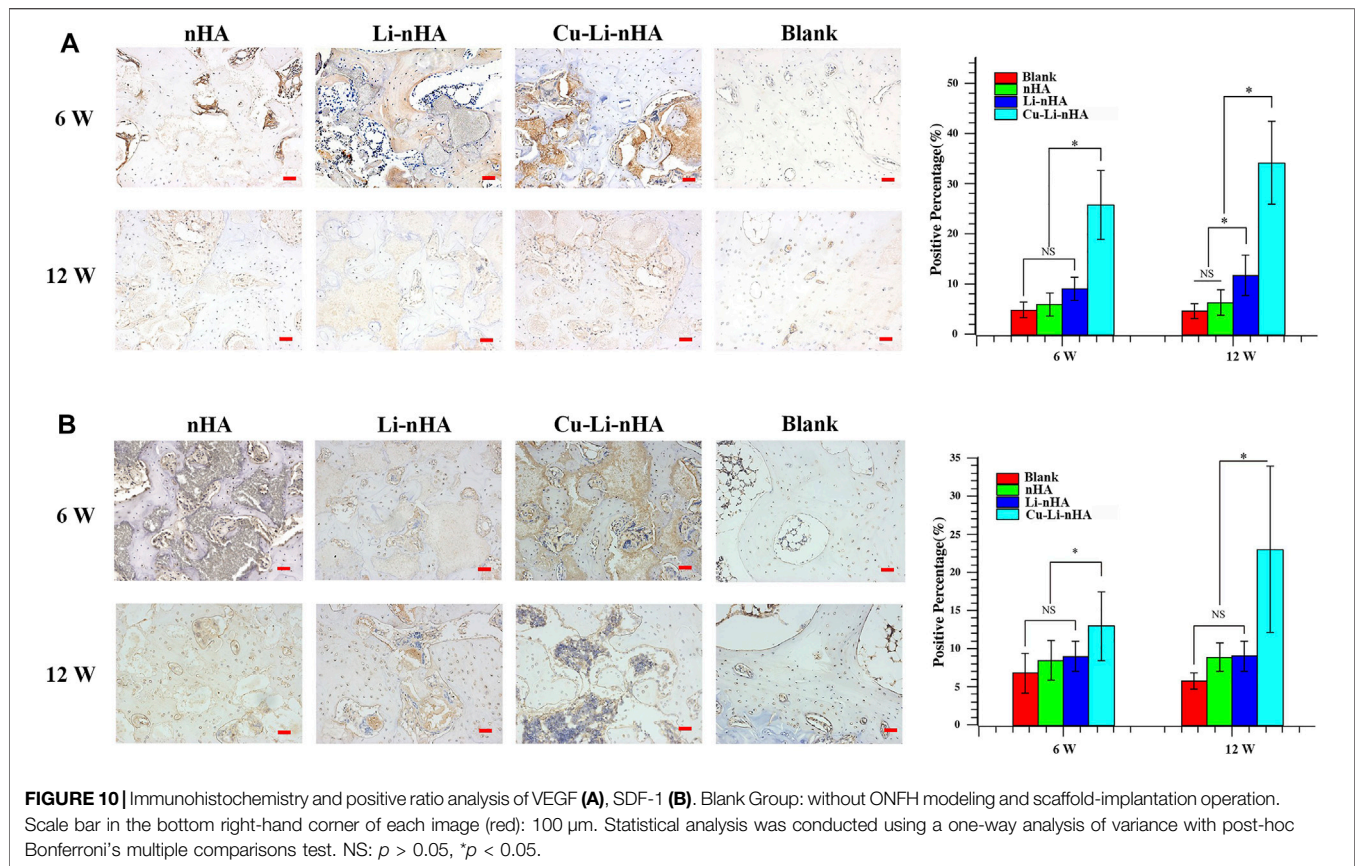 A
nHA Li-nHA Cu-Li-nHA Blank
6 W
12 W
50
40
30
20
10
0
Positive Percentage(%)
Blank
nHA
Li-nHA
Cu-Li-nHA
NS
*
NS
*
*
6 W 12 W
B
nHA Li-nHA Cu-Li-nHA Blank
6 W
12 W
35
30
25
20
15
10
5
0
Positive Percentage(%)
Blank
nHA
Li-nHA
Cu-Li-nHA
NS
*
NS
*
6 W 12 W
FIGURE 10 | Immunohistochemistry and positive ratio analysis of VEGF (A), SDF-1 (B). Blank Group: without ONFH modeling and scaffold-implantation operation.
Scale bar in the bottom right-hand corner of each image (red): 100 μm. Statistical analysis was conducted using a one-way analysis of variance with post-hoc
Bonferroni's multiple comparisons test. NS: p > 0.05, *p < 0.05.